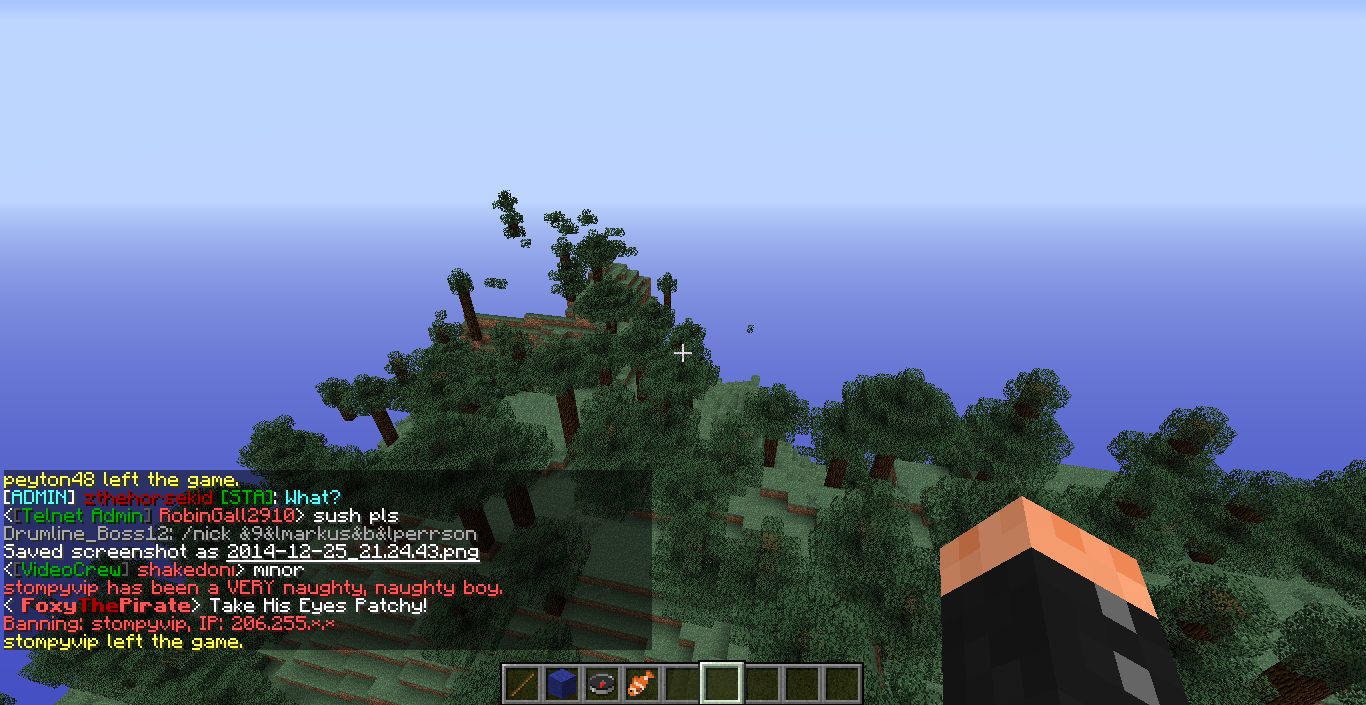 peyton48 left the game.
[ADMIN] zthehorsekid [STA]: What?
<[Telnet Admin] RobinGall2910> sush pls
Drumline_Boss12: /nick &9&lmarkus&b&lperrson
Saved screenshot as 2014-12-25_21.24.43.png
<[VideoCrew] shakedoni> minor
stompyvip has been a VERY naughty, naughty boy.
< FoxyThePirate> Take His Eyes Patchy!
Banning: stompyvip, IP: 206.255.*.*
stompyvip left the game.